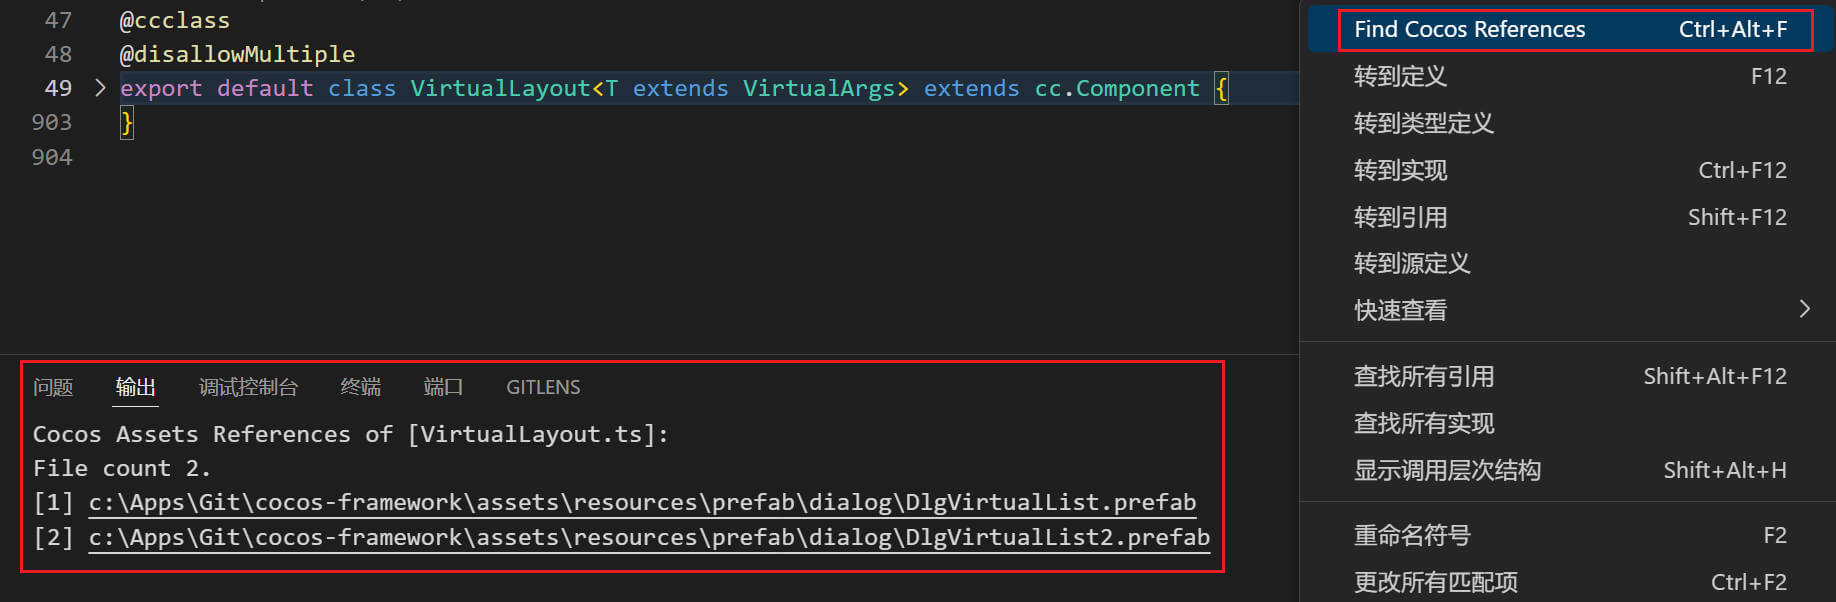 47 @ccclass
48 @disallowMultiple
49 export default class VirtualLayout<T extends VirtualArgs> extends cc.Component {
903 }
904
问题 输出 调试控制台 终端 端口 GITLENS
Cocos Assets References of [VirtualLayout.ts]:
File count 2.
[1] c:\Apps\Git\cocos-framework\assets\resources\prefab\dialog\DlgVirtualList.prefab
[2] c:\Apps\Git\cocos-framework\assets\resources\prefab\dialog\DlgVirtualList2.prefab
Find Cocos References Ctrl+Alt+F
转到定义 F12
转到类型定义
转到实现 Ctrl+F12
转到引用 Shift+F12
转到源定义
快速查看
查找所有引用 Shift+Alt+F12
查找所有实现
显示调用层次结构 Shift+Alt+H
重命名符号 F2
更改所有匹配项 Ctrl+F2